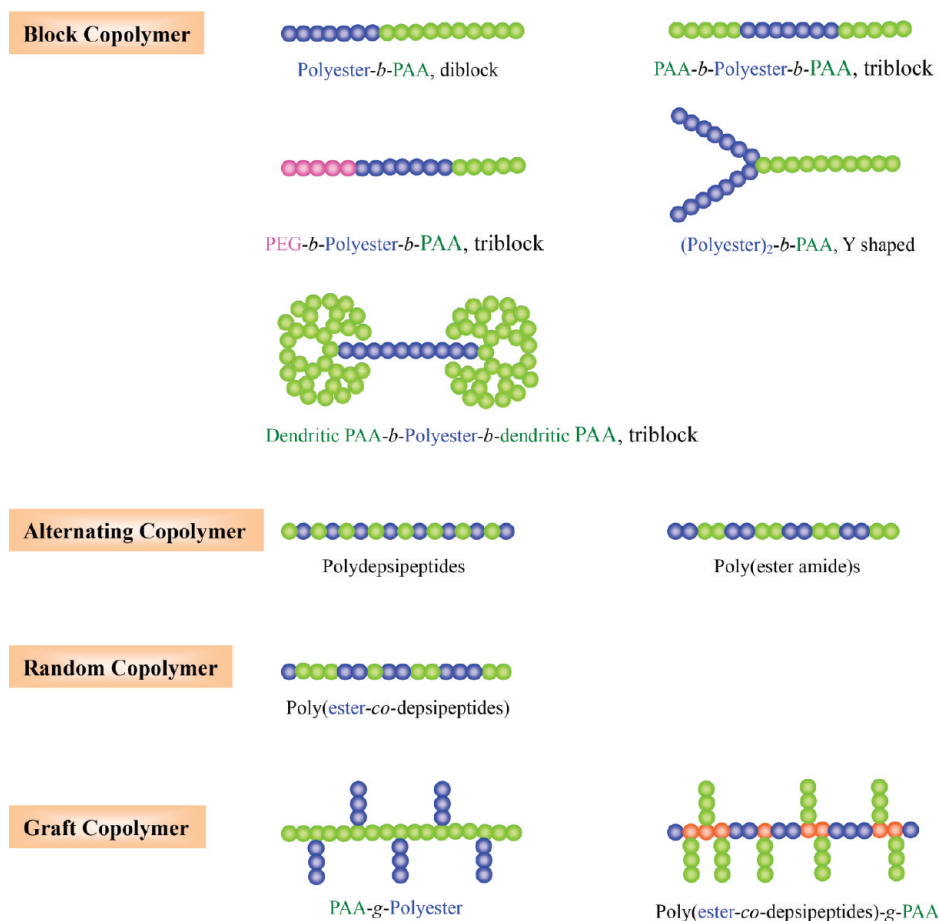 Block Copolymer
Polyester-b-PAA, diblock
PAA-b-Polyester-b-PAA, triblock
PEG-b-Polyester-b-PAA, triblock
(Polyester)₂-b-PAA, Y shaped
Dendritic PAA-b-Polyester-b-dendritic PAA, triblock
Alternating Copolymer
Polydepsipeptides
Poly(ester amide)s
Random Copolymer
Poly(ester-co-depsipeptides)
Graft Copolymer
PAA-g-Polyester
Poly(ester-co-depsipeptides)-g-PAA